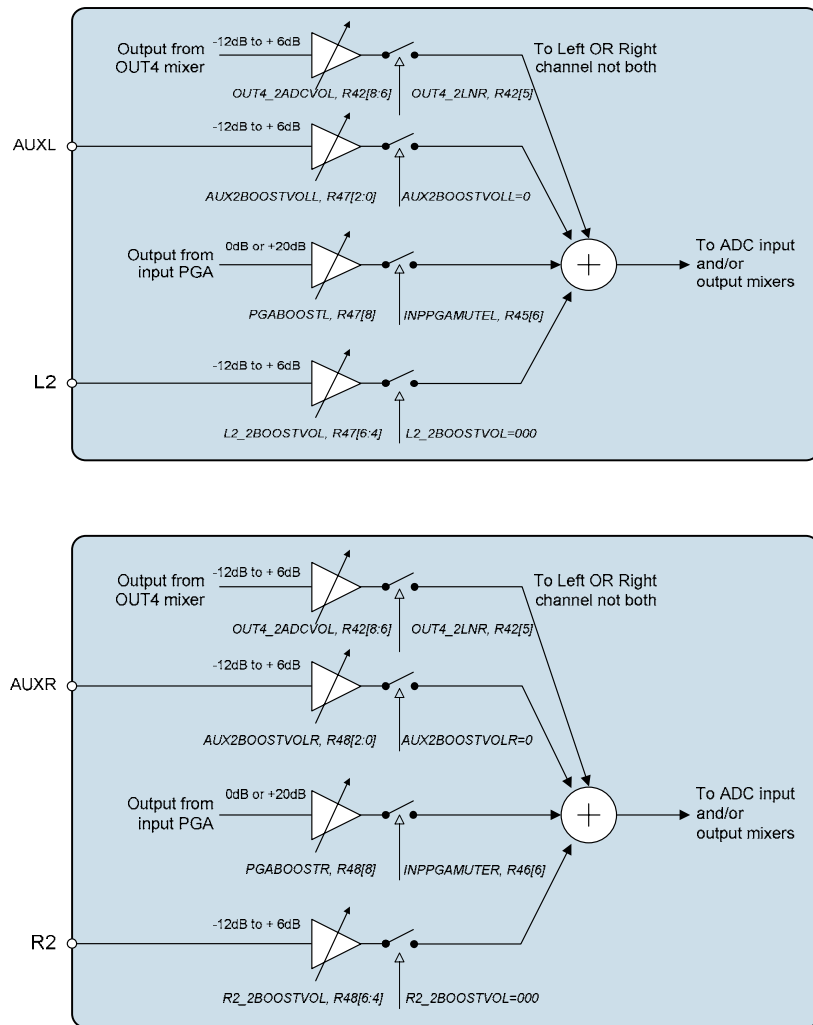 Output from
OUT4 mixer
-12dB to + 6dB
To Left OR Right
channel not both
OUT4_2ADCVOL, R42[8:6]
OUT4_2LNR, R42[5]
AUXL
-12dB to + 6dB
AUX2BOOSTVOLL, R47[2:0]
AUX2BOOSTVOLL=0
Output from
input PGA
0dB or +20dB
To ADC input
and/or
output mixers
PGABOOSTL, R47[8]
INPPGAMUTEL, R45[6]
L2
-12dB to + 6dB
L2_2BOOSTVOL, R47[6:4]
L2_2BOOSTVOL=000
Output from
OUT4 mixer
-12dB to + 6dB
To Left OR Right
channel not both
OUT4_2ADCVOL, R42[8:6]
OUT4_2LNR, R42[5]
AUXR
-12dB to + 6dB
AUX2BOOSTVOLR, R48[2:0]
AUX2BOOSTVOLR=0
Output from
input PGA
0dB or +20dB
To ADC input
and/or
output mixers
PGABOOSTR, R48[8]
INPPGAMUTER, R46[6]
R2
-12dB to + 6dB
R2_2BOOSTVOL, R48[6:4]
R2_2BOOSTVOL=000